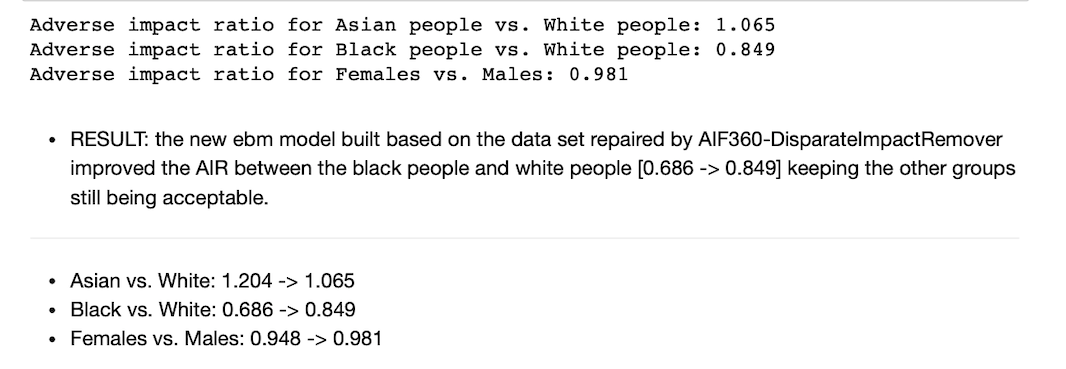 Adverse impact ratio for Asian people vs. White people: 1.065
Adverse impact ratio for Black people vs. White people: 0.849
Adverse impact ratio for Females vs. Males: 0.981
• RESULT: the new ebm model built based on the data set repaired by AIF360-DisparateImpactRemover
improved the AIR between the black people and white people [0.686 -> 0.849] keeping the other groups
still being acceptable.
• Asian vs. White: 1.204 -> 1.065
• Black vs. White: 0.686 -> 0.849
• Females vs. Males: 0.948 -> 0.981